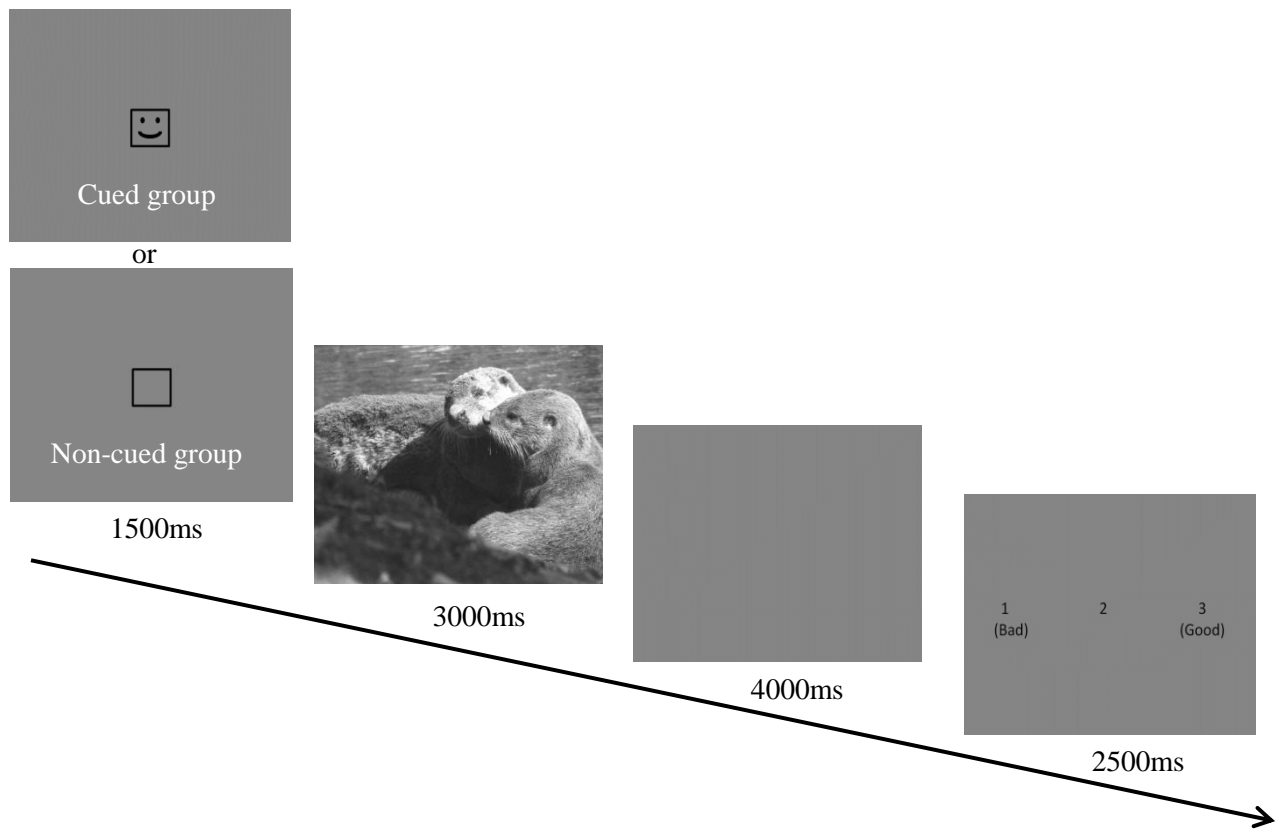 Cued group
or
Non-cued group
1500ms
3000ms
4000ms
1 2 3
(Bad) (Good)
2500ms